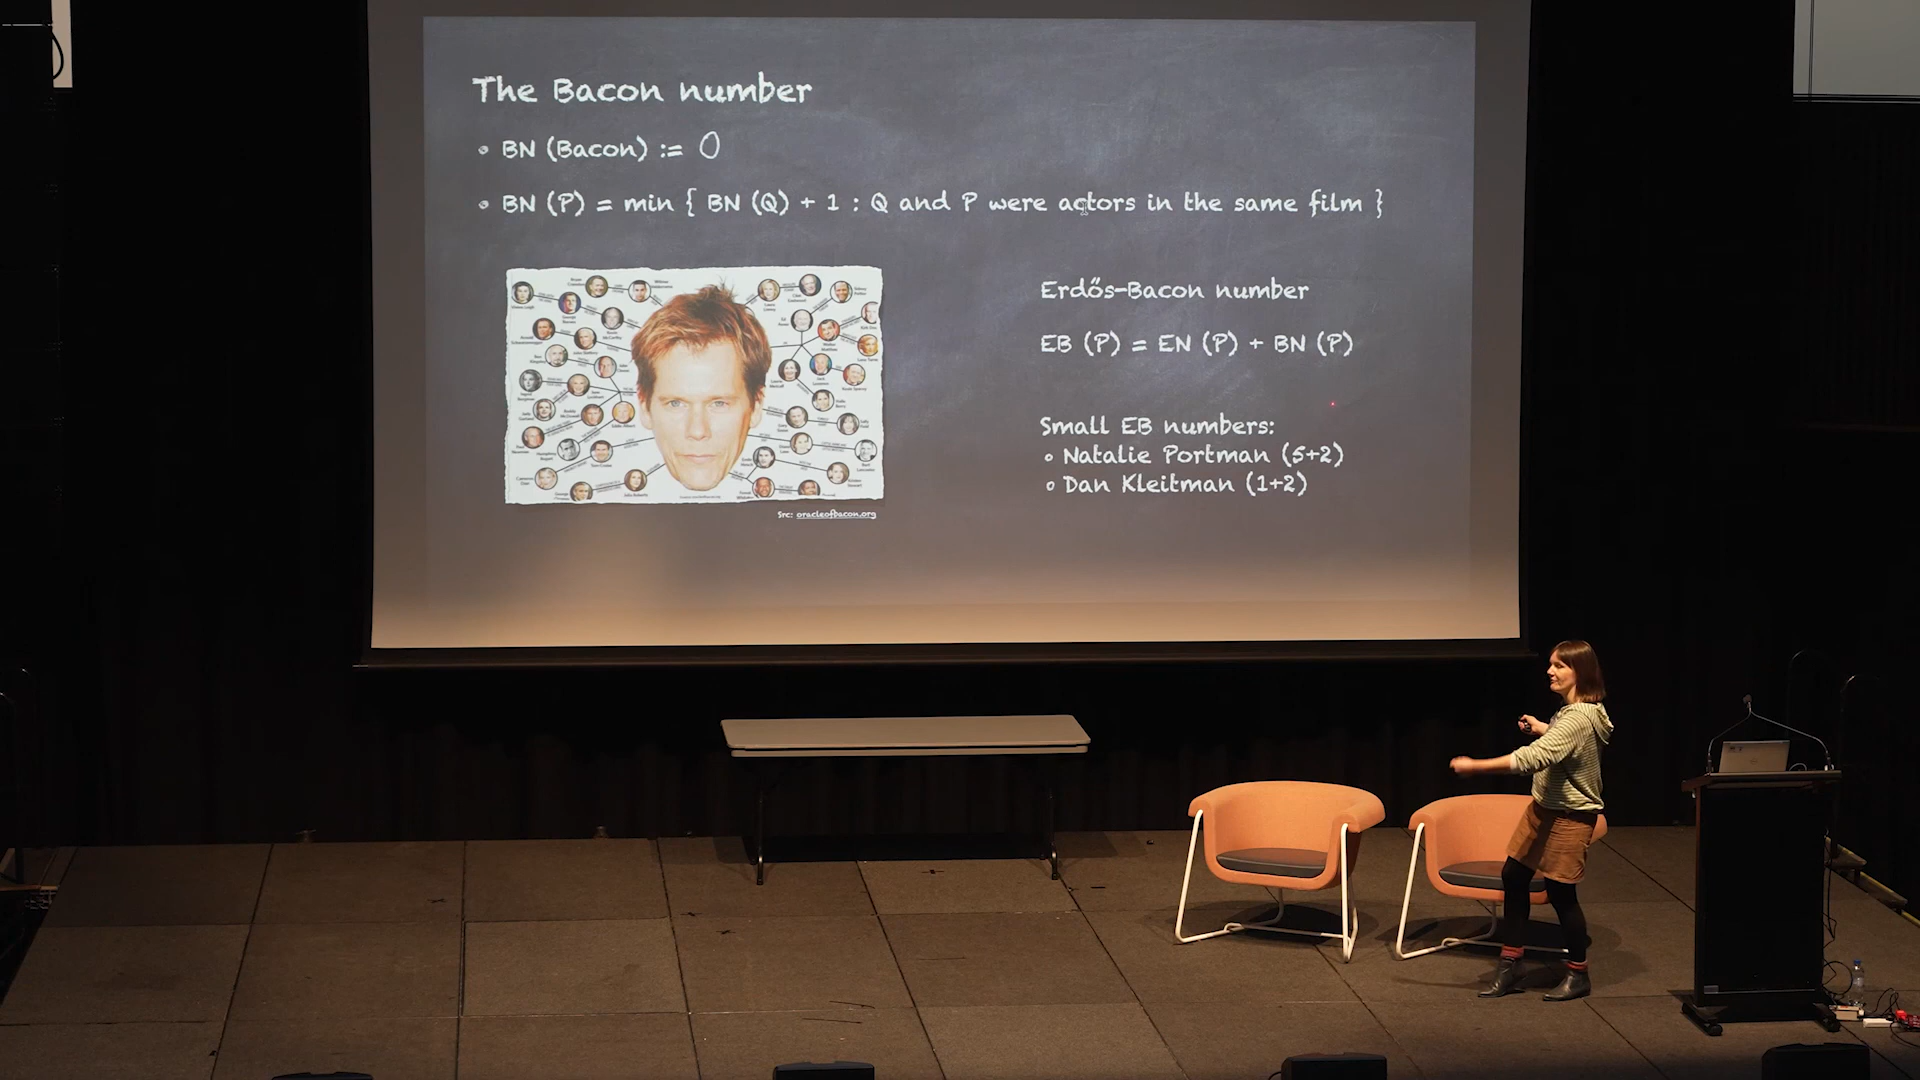 The Bacon number
• BN (Bacon) := 0
• BN (P) = min { BN (Q) + 1 : Q and P were actors in the same film }
Erdős-Bacon number
EB (P) = EN (P) + BN (P)
Small EB numbers:
• Natalie Portman (5+2)
• Dan Kleitman (1+2)
Src: oracleofbacon.org